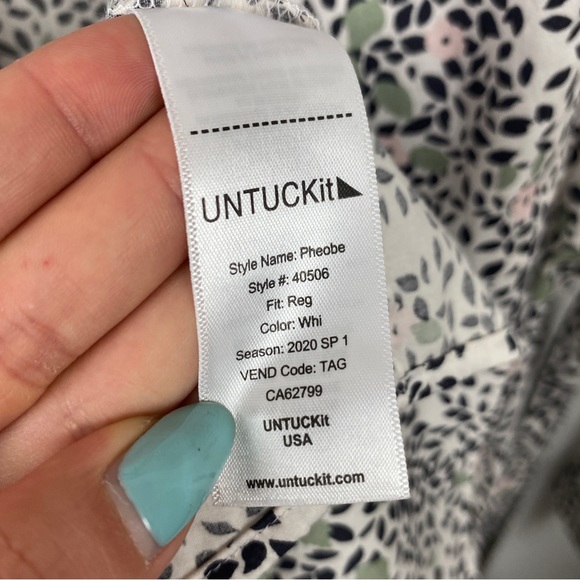 UNTUCKit
Style Name: Pheobe
Style #: 40506
Fit: Reg
Color: Whi
Season: 2020 SP 1
VEND Code: TAG
CA62799
UNTUCKit
USA
www.untuckit.com